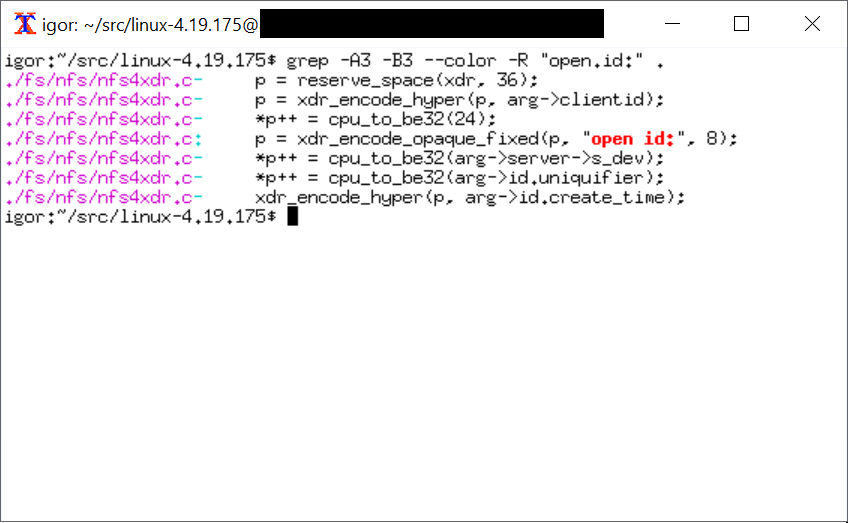 igor: ~/src/linux-4.19.175@
igor:~/src/linux-4.19.175$ grep -A3 -B3 --color -R "open.id:" .
./fs/nfs/nfs4xdr.c-     p = reserve_space(xdr, 36);
./fs/nfs/nfs4xdr.c-     p = xdr_encode_hyper(p, arg->clientid);
./fs/nfs/nfs4xdr.c-     *p++ = cpu_to_be32(24);
./fs/nfs/nfs4xdr.c:     p = xdr_encode_opaque_fixed(p, "open id:", 8);
./fs/nfs/nfs4xdr.c-     *p++ = cpu_to_be32(arg->server->s_dev);
./fs/nfs/nfs4xdr.c-     *p++ = cpu_to_be32(arg->id.uniquifier);
./fs/nfs/nfs4xdr.c-     xdr_encode_hyper(p, arg->id.create_time);
igor:~/src/linux-4.19.175$